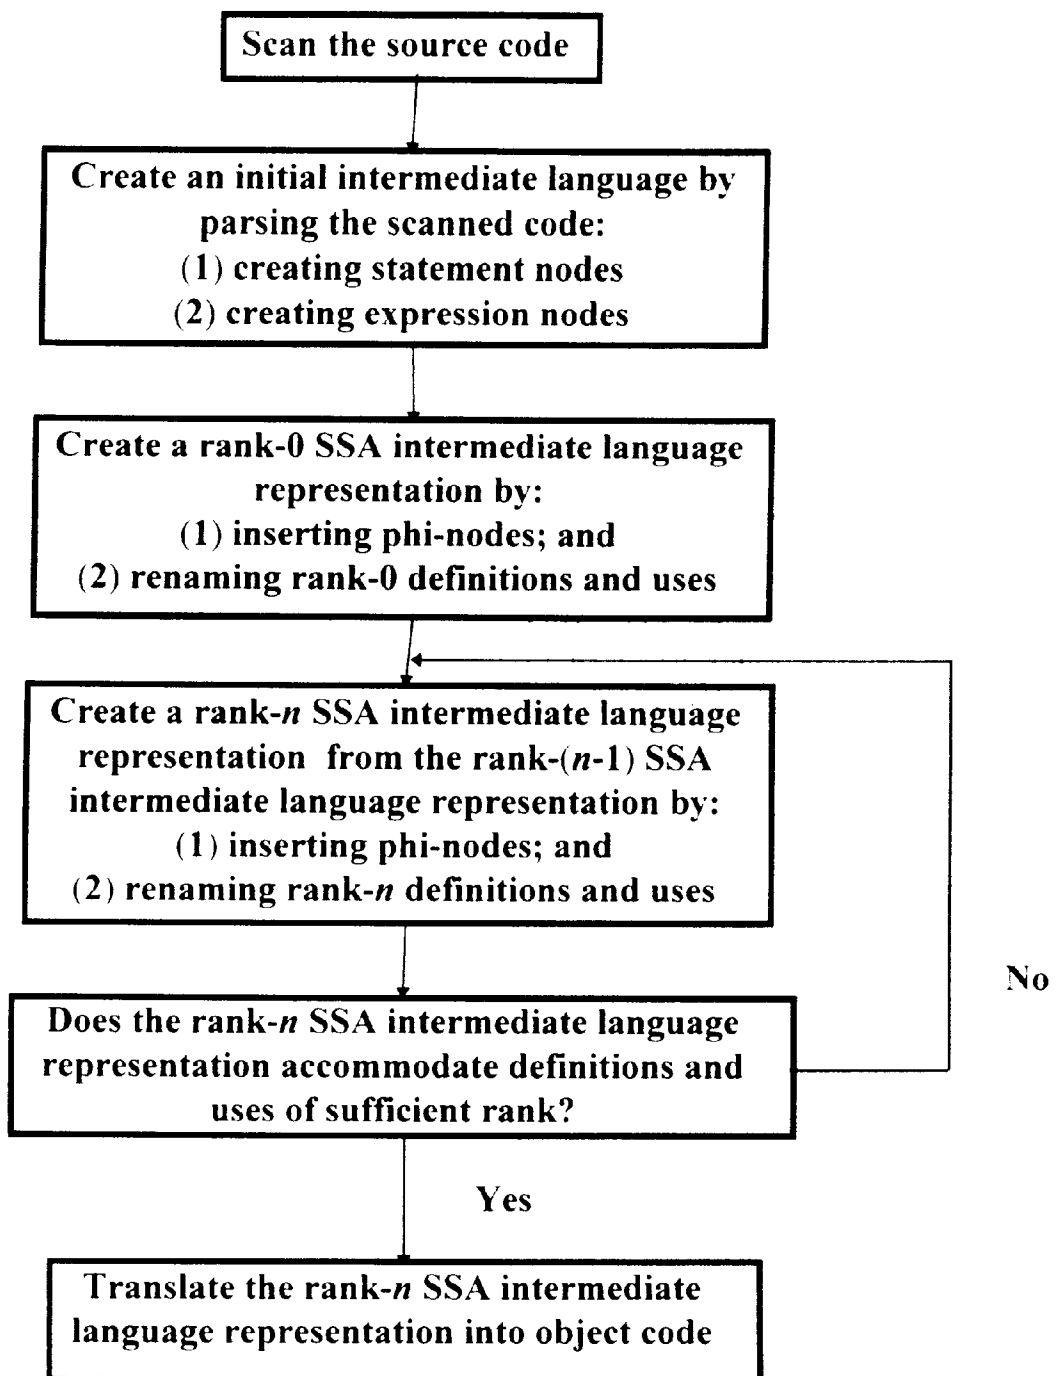 Scan the source code
Create an initial intermediate language by
parsing the scanned code:
(1) creating statement nodes
(2) creating expression nodes
Create a rank-0 SSA intermediate language
representation by:
(1) inserting phi-nodes; and
(2) renaming rank-0 definitions and uses
Create a rank-n SSA intermediate language
representation from the rank-(n-1) SSA
intermediate language representation by:
(1) inserting phi-nodes; and
(2) renaming rank-n definitions and uses
No
Does the rank-n SSA intermediate language
representation accommodate definitions and
uses of sufficient rank?
Yes
Translate the rank-n SSA intermediate
language representation into object code